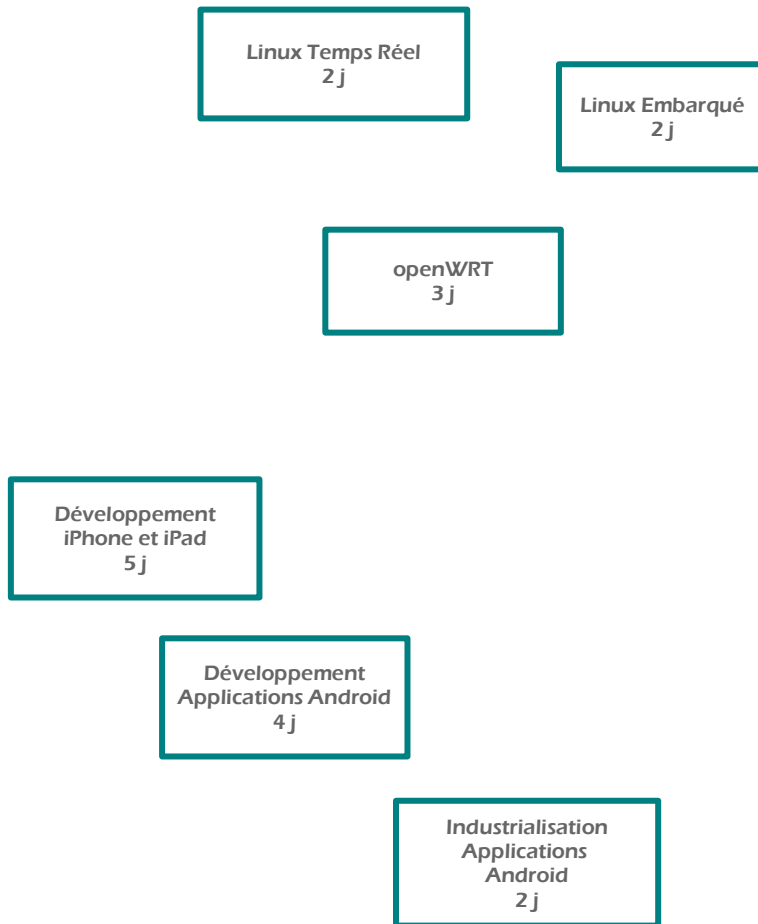 Linux Temps Réel
2 j
Linux Embarqué
2 j
openWRT
3 j
Développement
iPhone et iPad
5 j
Développement
Applications Android
4 j
Industrialisation
Applications
Android
2 j